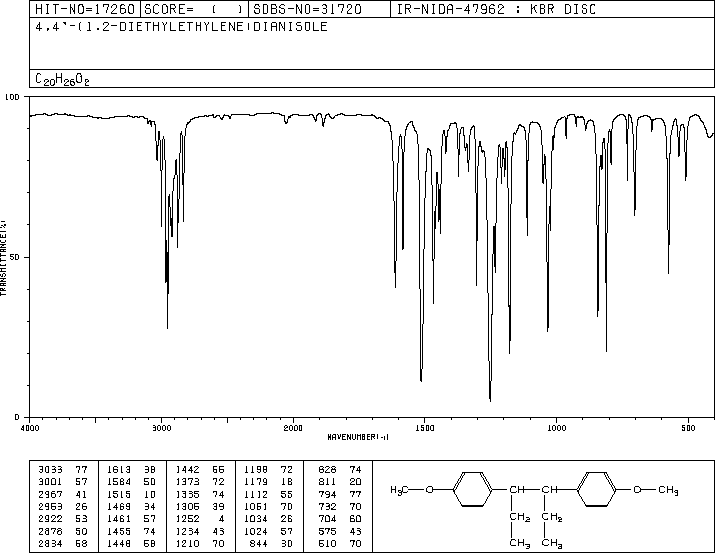 HIT-NO=17260 SCORE= ( ) SDBS-NO=31720 IR-NIDA-47962 : KBR DISC
4,4'-(1,2-DIETHYLETHYLENE)DIANISOLE
C20H26O2
100
50
0
TRANSMITTANCE(%)
4000 3000 2000 1500 1000 500
WAVENUMBER(-1)
3033 77 1613 38 1442 55 1198 72 828 74
3001 57 1584 50 1373 72 1179 18 811 20
2967 41 1515 10 1335 74 1112 55 794 77
2953 26 1469 34 1305 39 1051 70 732 70
2922 53 1461 57 1252 4 1034 26 704 60
2876 50 1455 74 1234 43 1024 57 575 43
2834 58 1448 58 1210 70 844 30 510 70
H3C O CH CH O CH3
CH2 CH2
CH3 CH3